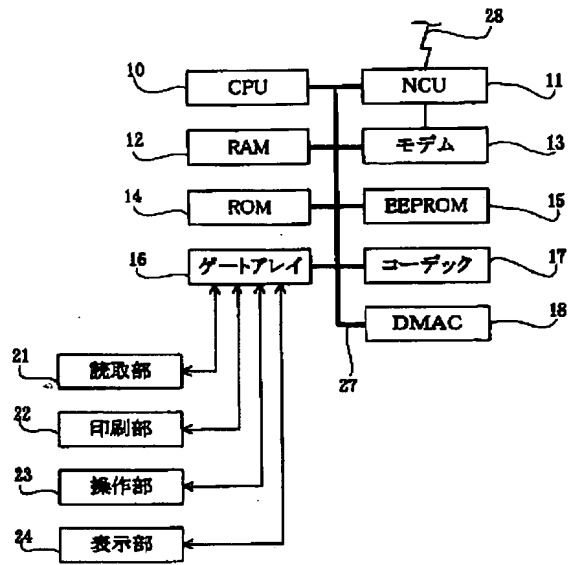 28
10 CPU NCU 11
12 RAM モデム 13
14 ROM EEPROM 15
16 ゲートアレイ コーデック 17
DMAC 18
27
21 読取部
22 印刷部
23 操作部
24 表示部